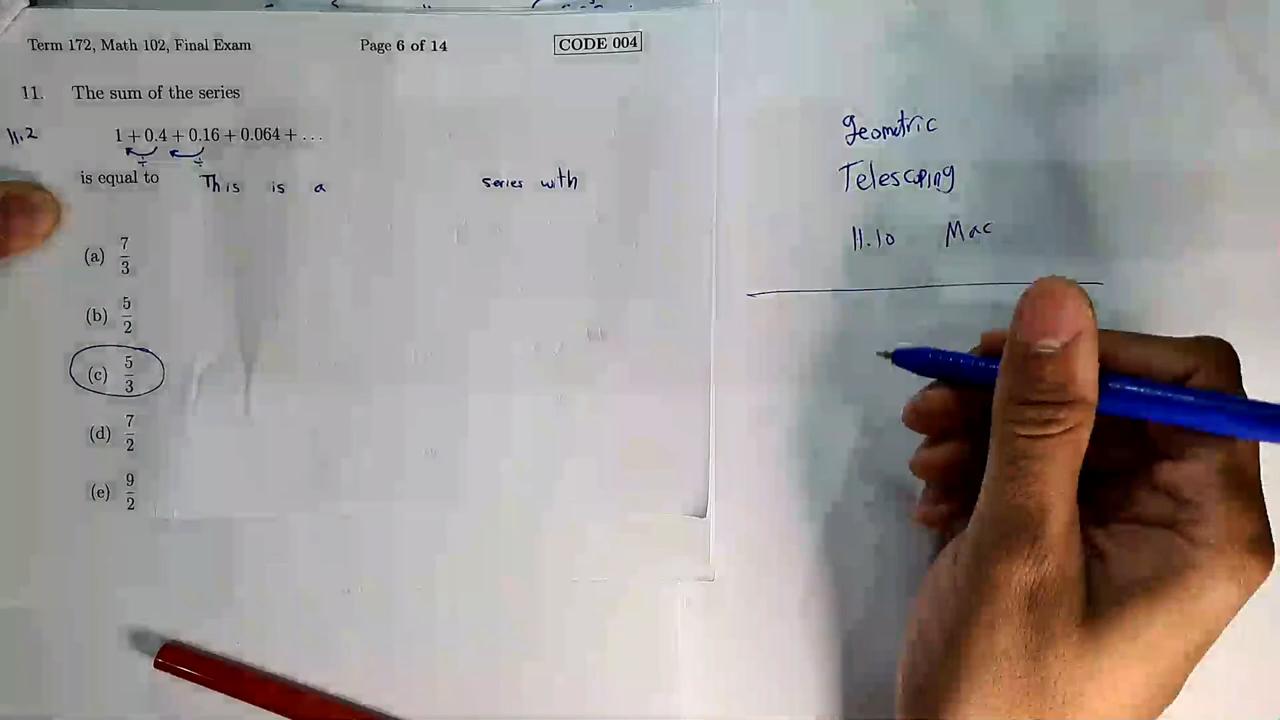 Term 172, Math 102, Final Exam Page 6 of 14 CODE 004
11. The sum of the series
11.2 1 + 0.4 + 0.16 + 0.064 + ...
÷ ÷
is equal to This is a series with
(a) 7/3
(b) 5/2
(c) 5/3
(d) 7/2
(e) 9/2
Geometric
Telescoping
11.10 Mac